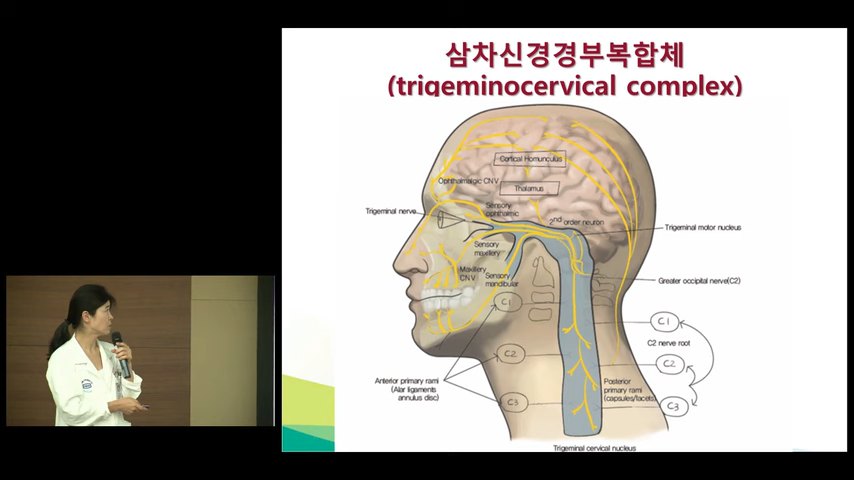 삼차신경경부복합체
(trigeminocervical complex)
Cortical Homunculus
Ophthalmalgic CNV
Thalamus
Trigeminal nerve
Sensory
ophthalmic
2nd order neuron
Trigeminal motor nucleus
Sensory
maxillary
Maxillary
CNV
Sensory
mandibular
Greater occipital nerve(C2)
C1
C1
C2 nerve root
C2
C2
Anterior primary rami
(Alar ligaments
annulus disc)
Posterior
primary rami
(capsules/facets)
C3
C3
Trigeminal cervical nucleus